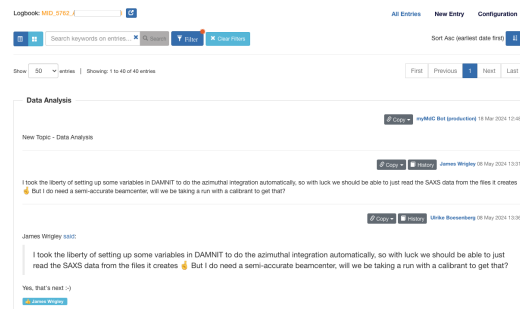 Logbook: MID_5762_( )
All Entries New Entry Configuration
Search keywords on entries... × Search Filter × Clear Filters
Sort Asc (earliest date first)
Show 50 entries | Showing: 1 to 40 of 40 entries
First Previous 1 Next Last
Data Analysis
Copy myMdC Bot (production) 18 Mar 2024 12:48
New Topic - Data Analysis
Copy History James Wrigley 08 May 2024 13:31
I took the liberty of setting up some variables in DAMNIT to do the azimuthal integration automatically, so with luck we should be able to just read the SAXS data from the files it creates
🤞 But I do need a semi-accurate beamcenter, will we be taking a run with a calibrant to get that?
Copy History Ulrike Boesenberg 08 May 2024 13:36
James Wrigley said:
I took the liberty of setting up some variables in DAMNIT to do the azimuthal integration automatically, so with luck we should be able to just
read the SAXS data from the files it creates 🤞 But I do need a semi-accurate beamcenter, will we be taking a run with a calibrant to get that?
Yes, that's next :-)
👍 James Wrigley